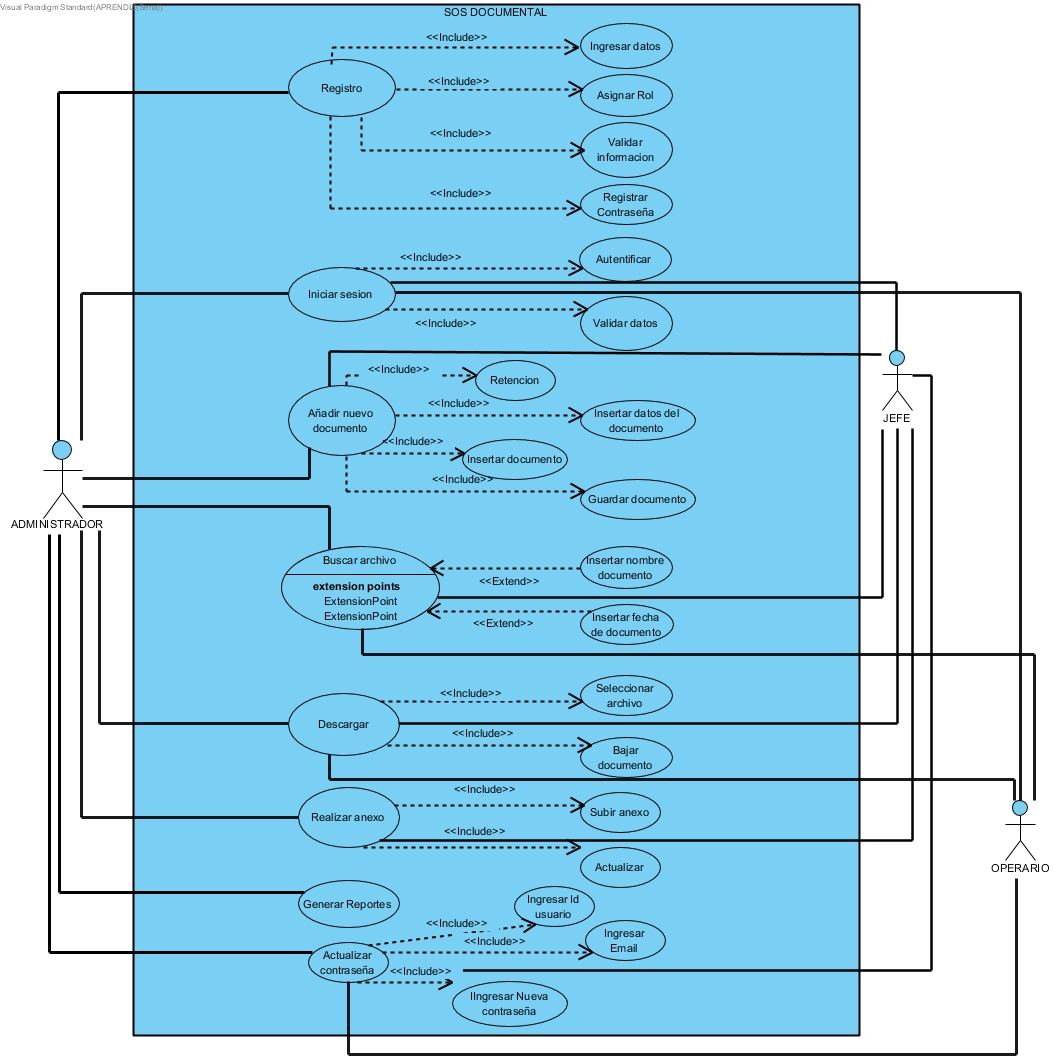 Visual Paradigm Standard(APRENDIZ(Sena))
SOS DOCUMENTAL
<<Include>>
Ingresar datos
Registro
<<Include>>
Asignar Rol
<<Include>>
Validar
informacion
<<Include>>
Registrar
Contraseña
<<Include>>
Autentificar
Iniciar sesion
<<Include>>
Validar datos
<<Include>>
Retencion
<<Include>>
Añadir nuevo
documento
Insertar datos del
documento
JEFE
<<Include>>
Insertar documento
<<Include>>
Guardar documento
ADMINISTRADOR
Buscar archivo
extension points
ExtensionPoint
ExtensionPoint
Insertar nombre
documento
<<Extend>>
Insertar fecha
de documento
<<Extend>>
<<Include>>
Seleccionar
archivo
Descargar
<<Include>>
Bajar
documento
<<Include>>
Realizar anexo
Subir anexo
<<Include>>
Actualizar
OPERARIO
Generar Reportes
Ingresar Id
usuario
<<Include>>
<<Include>>
Ingresar
Email
Actualizar
contraseña
<<Include>>
IIngresar Nueva
contraseña